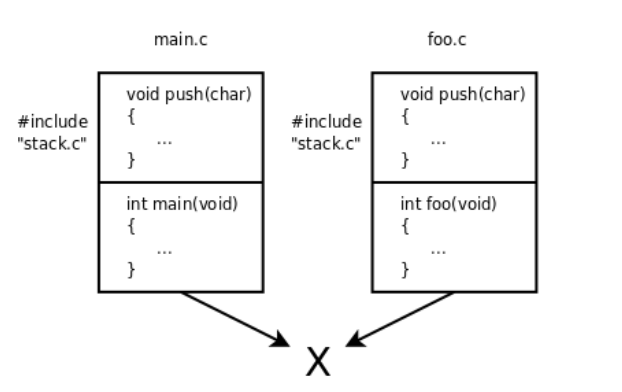 main.c
foo.c
#include
"stack.c"
void push(char)
{
...
}
int main(void)
{
...
}
#include
"stack.c"
void push(char)
{
...
}
int foo(void)
{
...
}
X